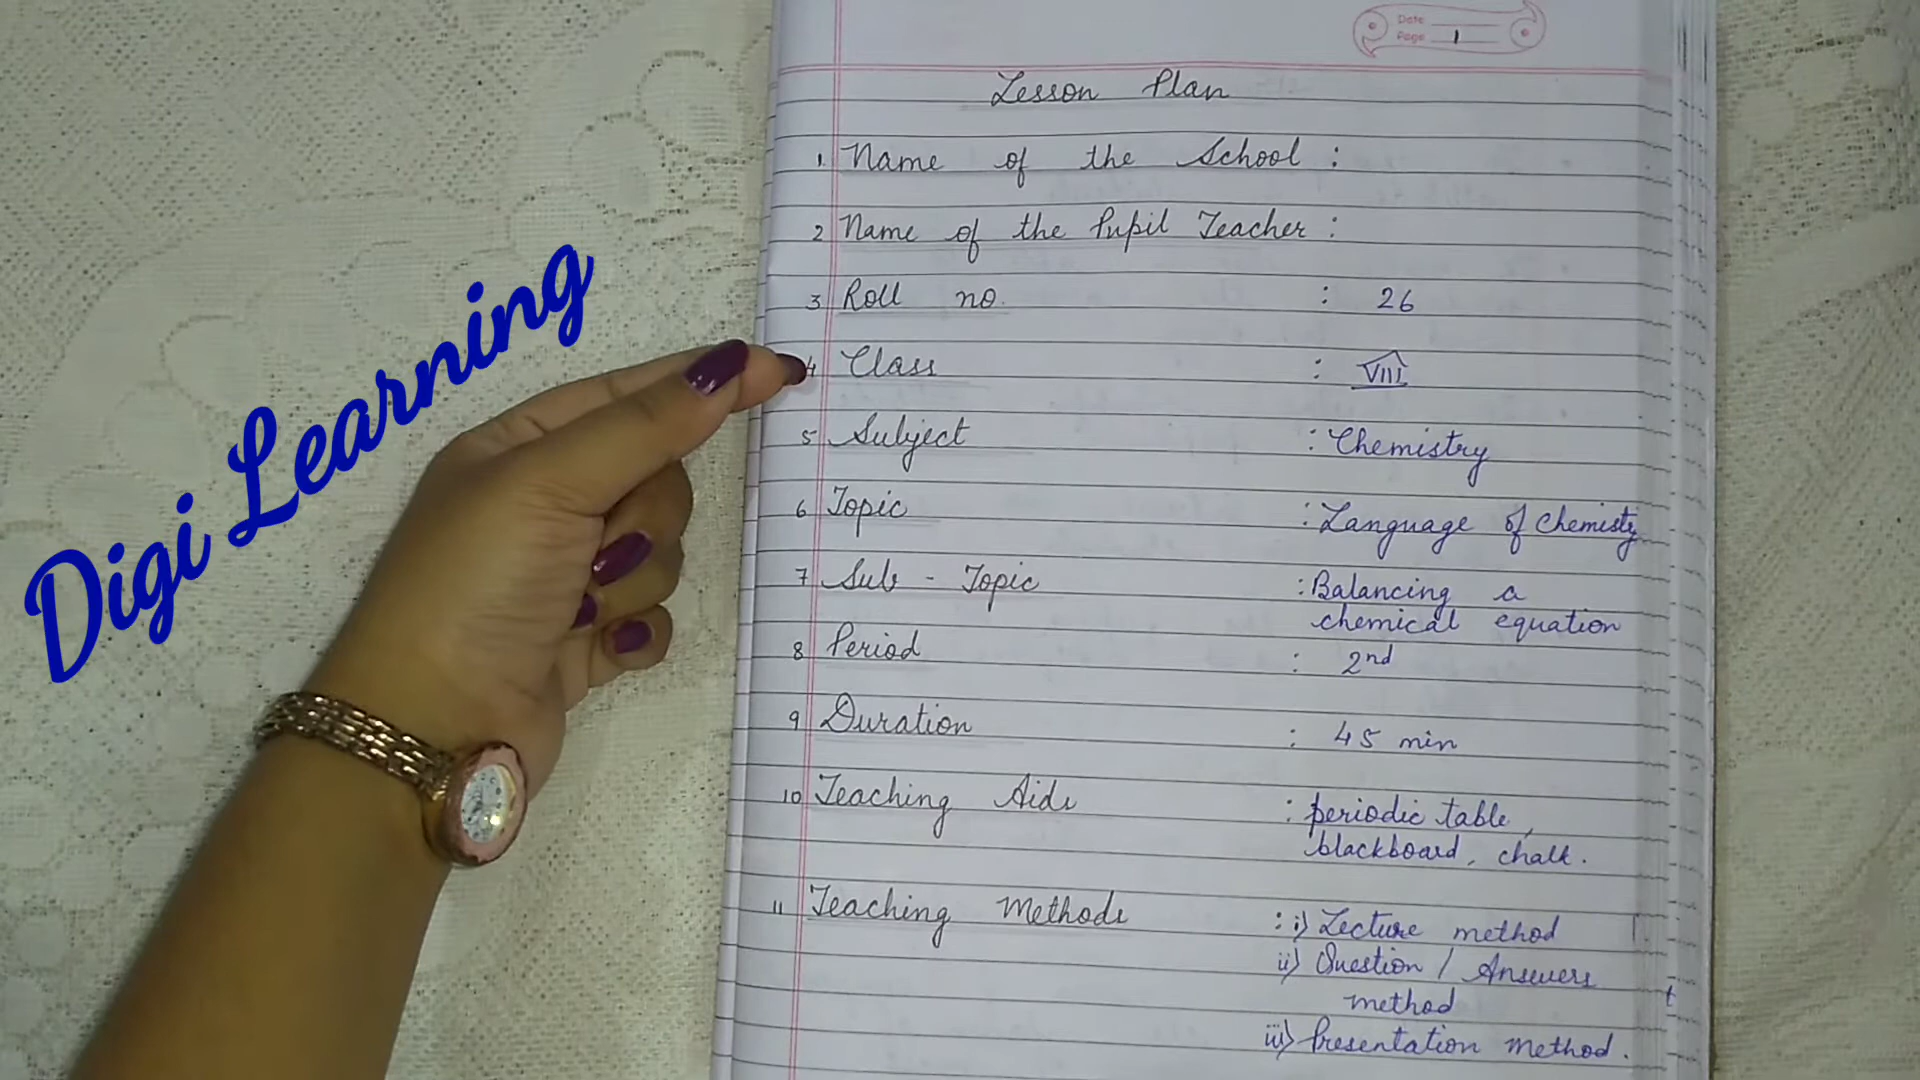 Digi Learning
Date
Page 1
Lesson Plan
1. Name of the School :
2 Name of the Pupil Teacher :
3 Roll no. : 26
4 Class : VIII
5 Subject : Chemistry
6 Topic : Language of Chemisty
7 Sub - Topic : Balancing a
chemical equation
8 Period : 2nd
9 Duration : 45 min
10 Teaching Aids : periodic table,
blackboard, chalk.
11 Teaching Methods : i) Lecture method
ii) Question / Answers
method
iii) Presentation method.